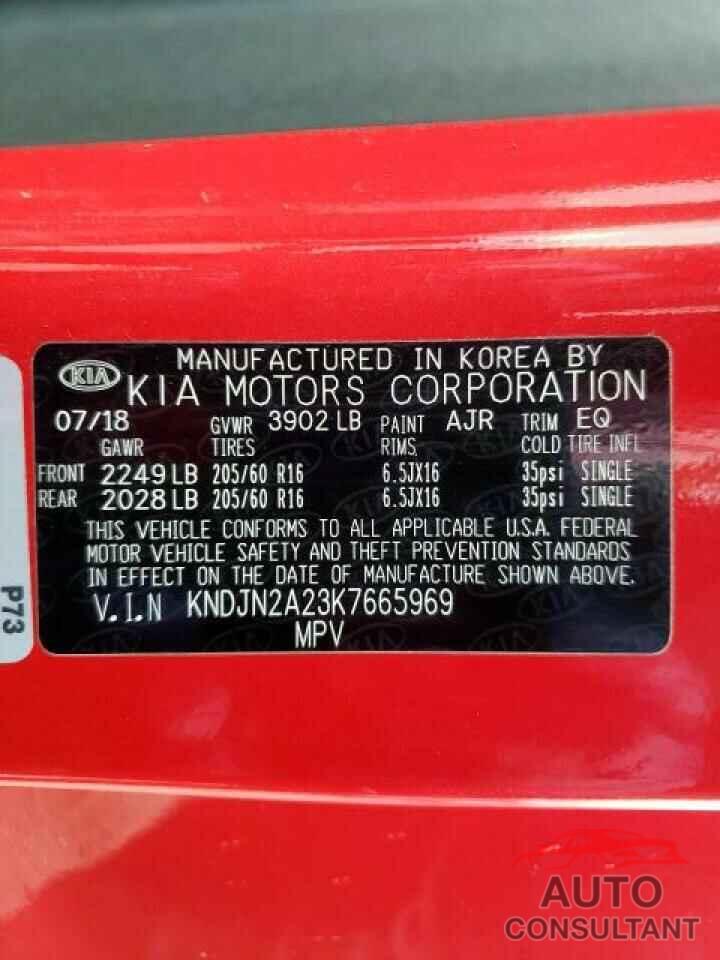 MANUFACTURED IN KOREA BY
KIA KIA MOTORS CORPORATION
07/18 GVWR 3902 LB PAINT AJR TRIM EQ
GAWR TIRES RIMS COLD TIRE INFL
FRONT 2249 LB 205/60 R16 6.5JX16 35psi SINGLE
REAR 2028 LB 205/60 R16 6.5JX16 35psi SINGLE
THIS VEHICLE CONFORMS TO ALL APPLICABLE U.S.A. FEDERAL
MOTOR VEHICLE SAFETY AND THEFT PREVENTION STANDARDS
IN EFFECT ON THE DATE OF MANUFACTURE SHOWN ABOVE.
V.I.N KNDJN2A23K7665969
MPV
P73
AUTO
CONSULTANT